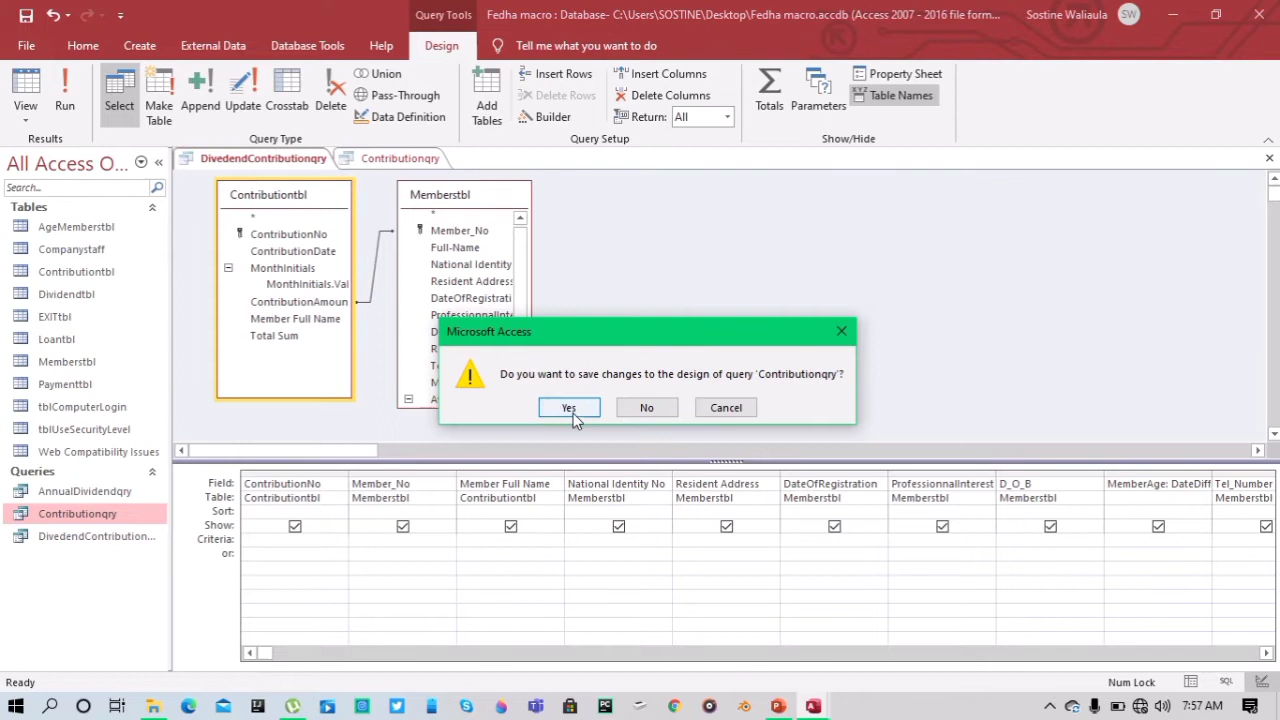 Query Tools
Fedha macro : Database- C:\USERS\SOSTINE\Desktop\Fedha macro.accdb (Access 2007 - 2016 file form...
Sostine Waliaula
SW
File
Home
Create
External Data
Database Tools
Help
Design
Tell me what you want to do
View
Run
Select
Make Table
Append
Update
Crosstab
Delete
Union
Pass-Through
Data Definition
Add Tables
Insert Rows
Delete Rows
Builder
Insert Columns
Delete Columns
Return: All
Totals
Parameters
Property Sheet
XYZ Table Names
Results
Query Type
Query Setup
Show/Hide
All Access O...
Search...
Tables
AgeMemberstbl
Companystaff
Contributiontbl
Dividendtbl
EXITtbl
Loantbl
Memberstbl
Paymenttbl
tblComputerLogin
tblUseSecurityLevel
Web Compatibility Issues
Queries
AnnualDividendqry
Contributionqry
DivedendContribution...
DivedendContributionqry
Contributionqry
Contributiontbl
*
ContributionNo
ContributionDate
MonthInitials
MonthInitials.Val
ContributionAmoun
Member Full Name
Total Sum
Memberstbl
*
Member_No
Full-Name
National Identity
Resident Address
DateOfRegistrati
ProfessionnalInte
Microsoft Access
Do you want to save changes to the design of query 'Contributionqry'?
Yes
No
Cancel
Field: ContributionNo Member_No Member Full Name National Identity No Resident Address DateOfRegistration ProfessionnalInterest D_O_B MemberAge: DateDiff Tel_Number
Table: Contributiontbl Memberstbl Contributiontbl Memberstbl Memberstbl Memberstbl Memberstbl Memberstbl Memberstbl
Sort:
Show:
Criteria:
or:
Ready
Num Lock
SQL
7:57 AM